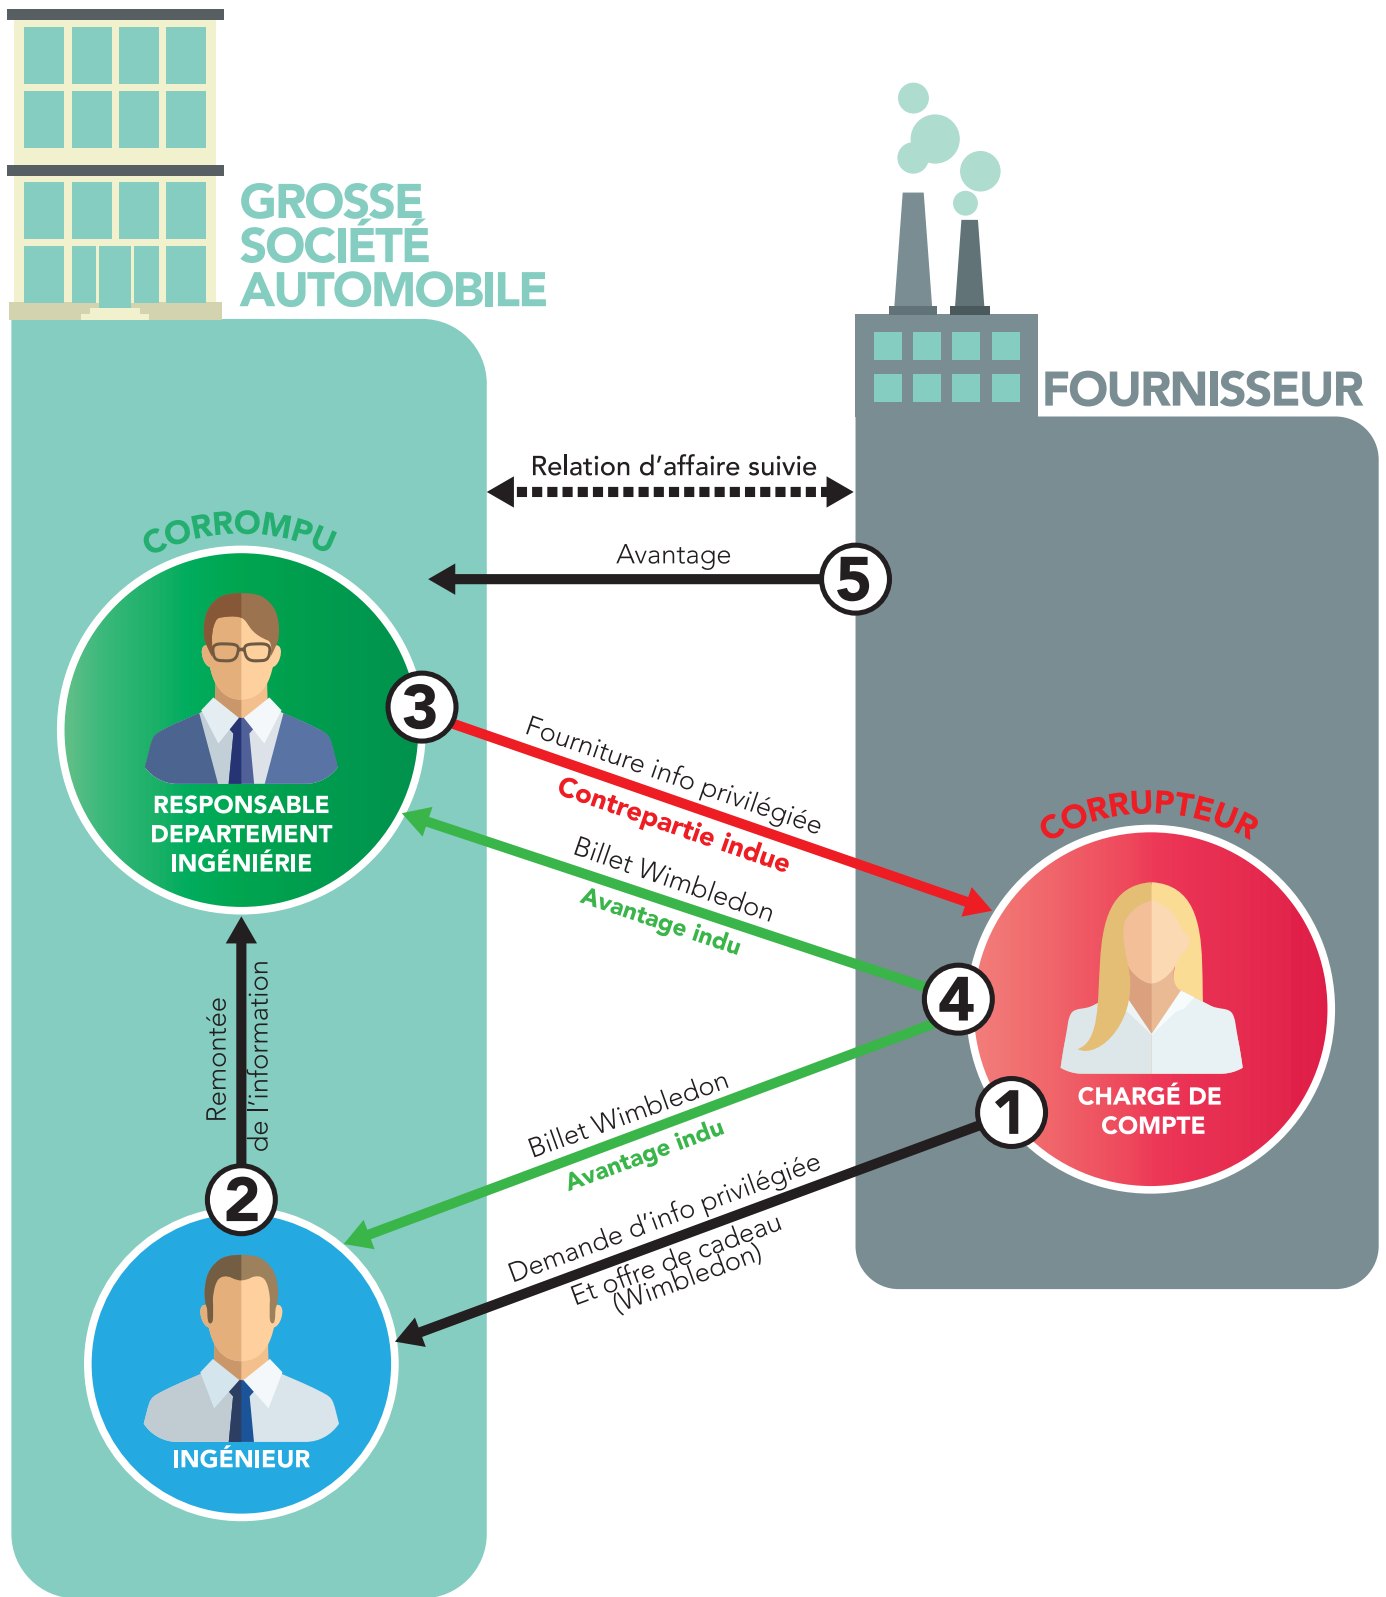 GROSSE
SOCIÉTÉ
AUTOMOBILE
FOURNISSEUR
Relation d'affaire suivie
Avantage
5
CORROMPU
3
RESPONSABLE
DEPARTEMENT
INGÉNIÉRIE
Fourniture info privilégiée
Contrepartie indue
Billet Wimbledon
Avantage indu
CORRUPTEUR
4
1
CHARGÉ DE
COMPTE
Remontée
de l'information
Billet Wimbledon
Avantage indu
Demande d'info privilégiée
Et offre de cadeau
(Wimbledon)
2
INGÉNIEUR